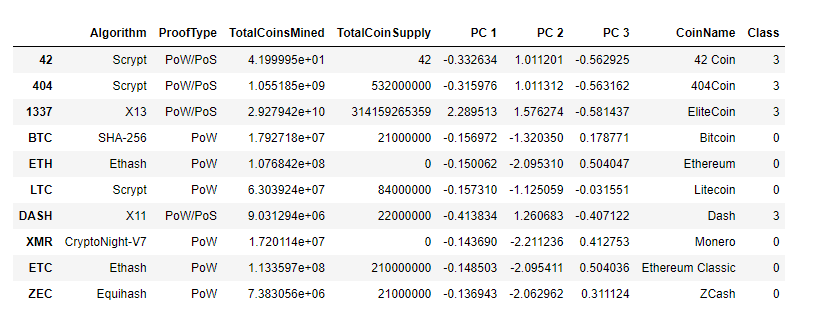 Algorithm ProofType TotalCoinsMined TotalCoinSupply PC 1 PC 2 PC 3 CoinName Class
42 Scrypt PoW/PoS 4.199995e+01 42 -0.332634 1.011201 -0.562925 42 Coin 3
404 Scrypt PoW/PoS 1.055185e+09 532000000 -0.315976 1.011312 -0.563162 404Coin 3
1337 X13 PoW/PoS 2.927942e+10 314159265359 2.289513 1.576274 -0.581437 EliteCoin 3
BTC SHA-256 PoW 1.792718e+07 21000000 -0.156972 -1.320350 0.178771 Bitcoin 0
ETH Ethash PoW 1.076842e+08 0 -0.150062 -2.095310 0.504047 Ethereum 0
LTC Scrypt PoW 6.303924e+07 84000000 -0.157310 -1.125059 -0.031551 Litecoin 0
DASH X11 PoW/PoS 9.031294e+06 22000000 -0.413834 1.260683 -0.407122 Dash 3
XMR CryptoNight-V7 PoW 1.720114e+07 0 -0.143690 -2.211236 0.412753 Monero 0
ETC Ethash PoW 1.133597e+08 210000000 -0.148503 -2.095411 0.504036 Ethereum Classic 0
ZEC Equihash PoW 7.383056e+06 21000000 -0.136943 -2.062962 0.311124 ZCash 0